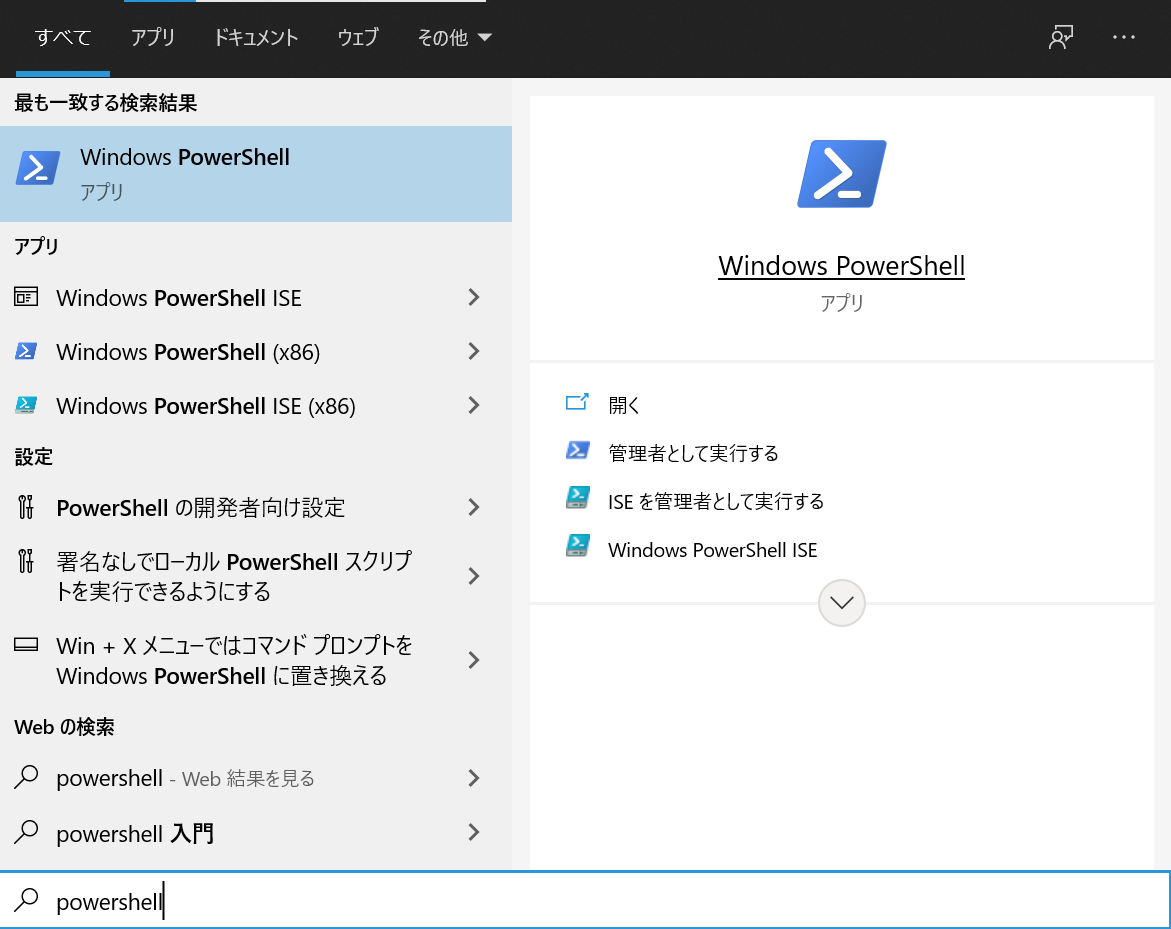 すべて アプリ ドキュメント ウェブ その他
最も一致する検索結果
Windows PowerShell
アプリ
アプリ
Windows PowerShell ISE
Windows PowerShell (x86)
Windows PowerShell ISE (x86)
設定
PowerShell の開発者向け設定
署名なしでローカル PowerShell スクリプ
トを実行できるようにする
Win + X メニューではコマンド プロンプトを
Windows PowerShell に置き換える
Web の検索
powershell - Web 結果を見る
powershell 入門
Windows PowerShell
アプリ
開く
管理者として実行する
ISE を管理者として実行する
Windows PowerShell ISE
powershell